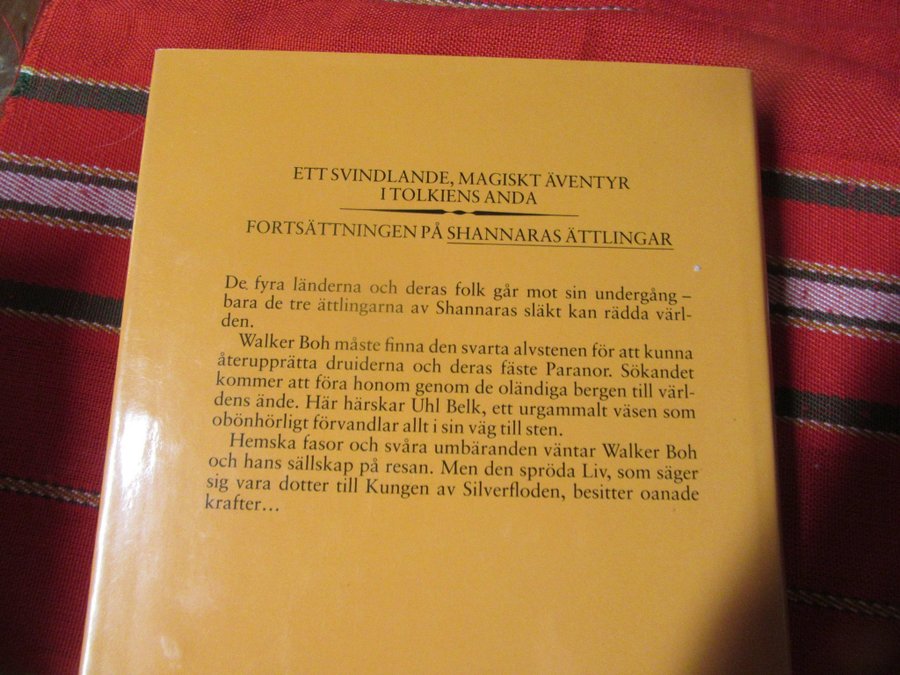 ETT SVINDLANDE, MAGISKT ÄVENTYR
I TOLKIENS ANDA
FORTSÄTTNINGEN PÅ SHANNARAS ÄTTLINGAR
De fyra länderna och deras folk går mot sin undergång –
bara de tre ättlingarna av Shannaras släkt kan rädda värl-
den.
Walker Boh måste finna den svarta alvstenen för att kunna
återupprätta druiderna och deras fäste Paranor. Sökandet
kommer att föra honom genom de oländiga bergen till värl-
dens ände. Här härskar Uhl Belk, ett urgammalt väsen som
obönhörligt förvandlar allt i sin väg till sten.
Hemska fasor och svåra umbäranden väntar Walker Boh
och hans sällskap på resan. Men den spröda Liv, som säger
sig vara dotter till Kungen av Silverfloden, besitter oanade
krafter…